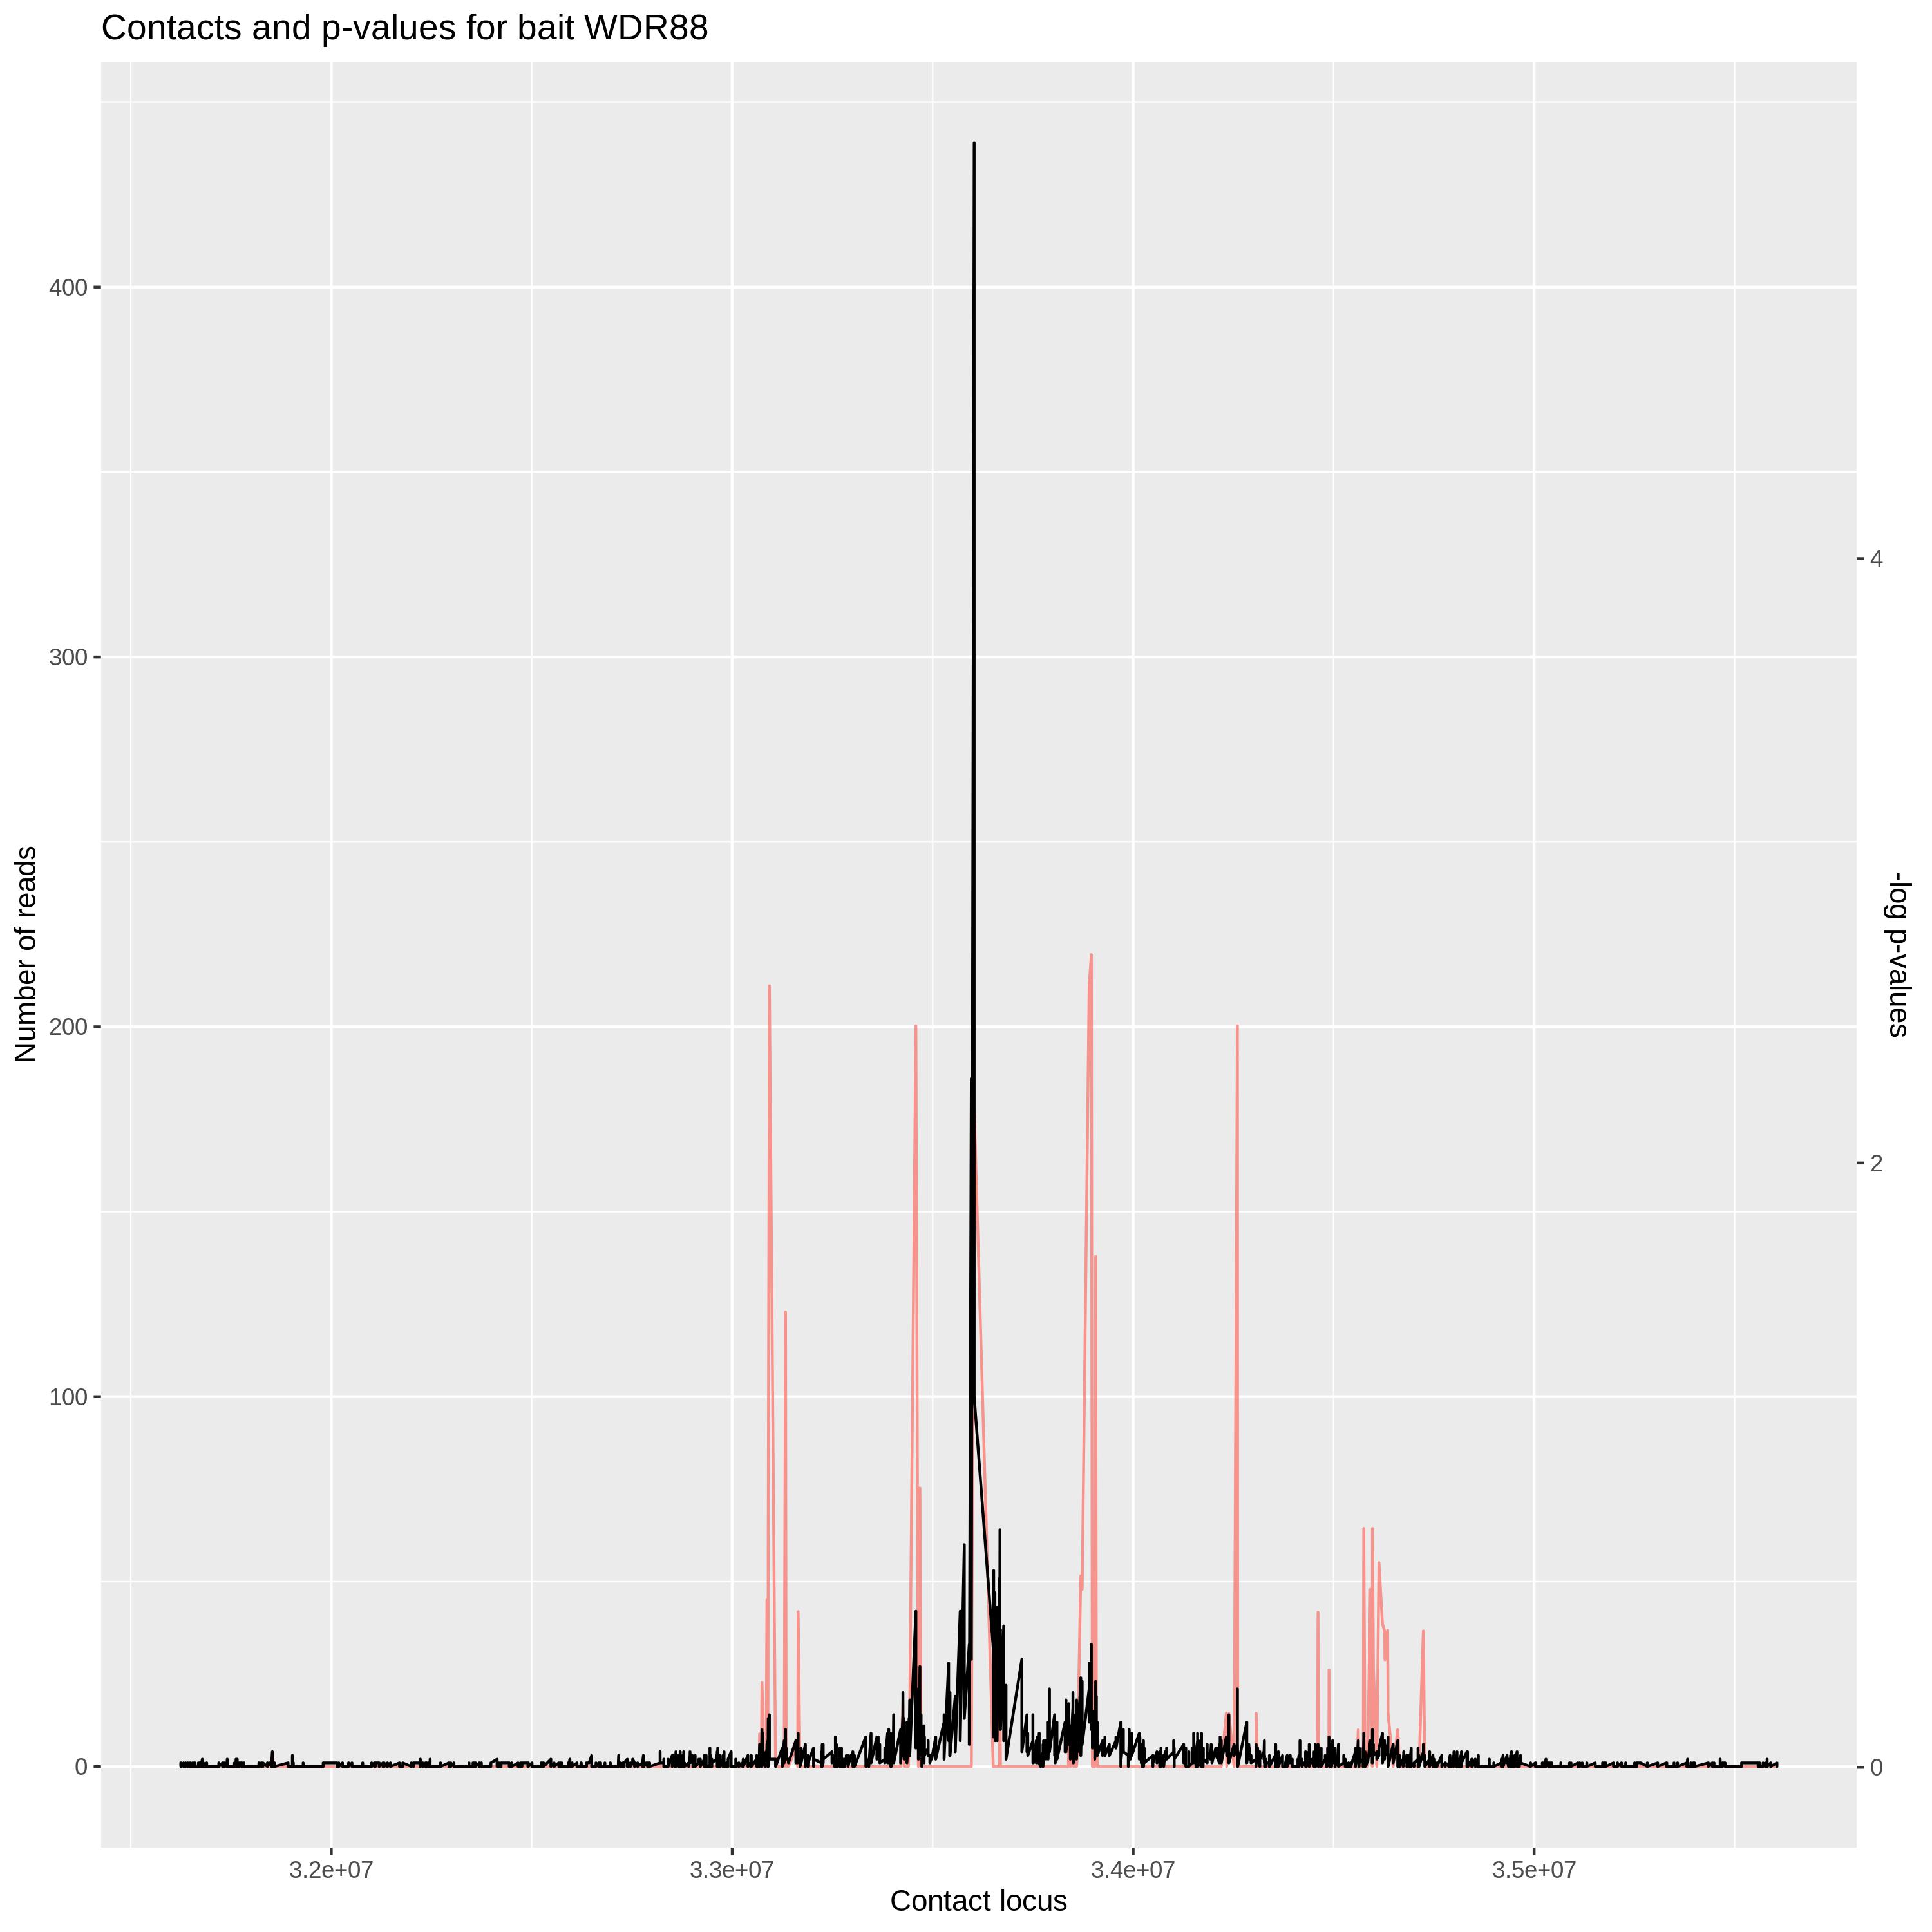 Contacts and p-values for bait WDR88
400
300
200
100
0
Number of reads
4
2
0
-log p-values
3.2e+07
3.3e+07
3.4e+07
3.5e+07
Contact locus